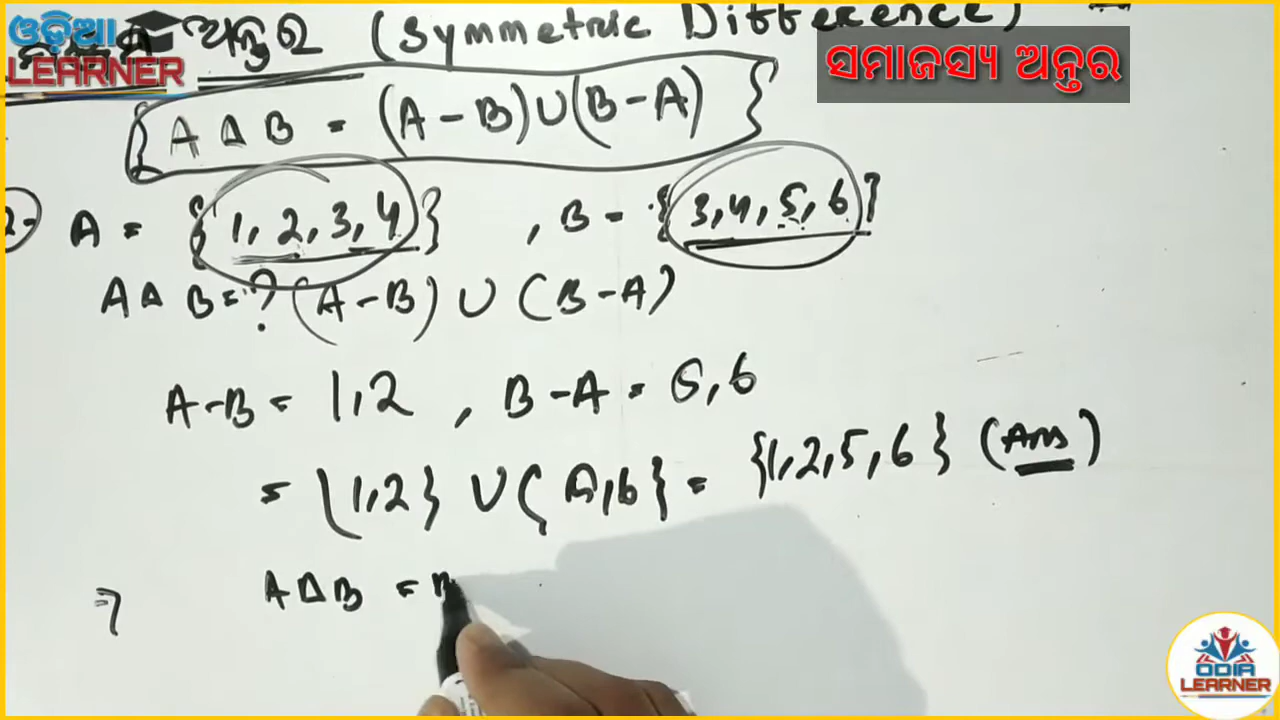 ଓଡ଼ିଆ LEARNER
ଅନ୍ତର (Symmetric Difference)
ସମାଜସ୍ୟ ଅନ୍ତର
{A Δ B = (A - B) ∪ (B - A)}
2- A = {1, 2, 3, 4} , B = {3, 4, 5, 6}
A Δ B = ? (A - B) ∪ (B - A)
A - B = 1, 2 , B - A = 5, 6
= {1, 2} ∪ {5, 6} = {1, 2, 5, 6} (Ans)
⇒ A Δ B = B
ODIA LEARNER